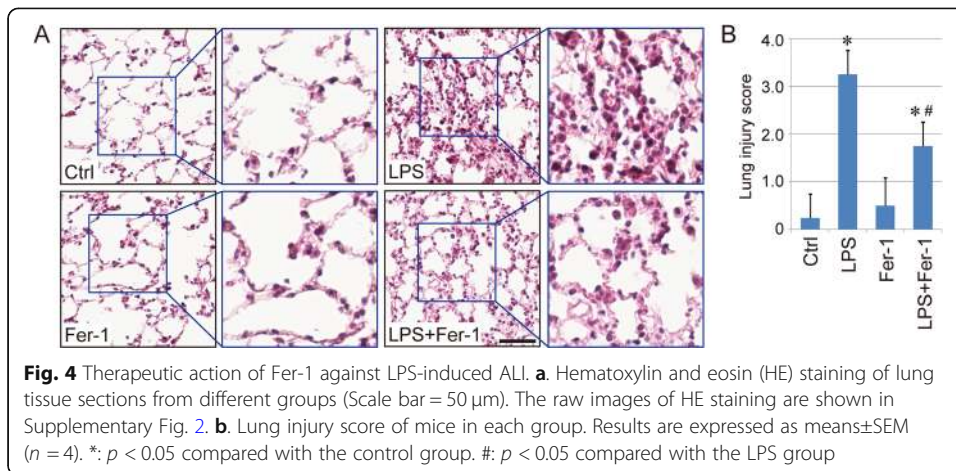 A
Ctrl
LPS
Fer-1
LPS+Fer-1
B
Lung injury score
4.0
3.0
2.0
1.0
0
*
* #
Ctrl
LPS
Fer-1
LPS+Fer-1
Fig. 4 Therapeutic action of Fer-1 against LPS-induced ALI. a. Hematoxylin and eosin (HE) staining of lung
tissue sections from different groups (Scale bar = 50 μm). The raw images of HE staining are shown in
Supplementary Fig. 2. b. Lung injury score of mice in each group. Results are expressed as means±SEM
(n = 4). *: p < 0.05 compared with the control group. #: p < 0.05 compared with the LPS group